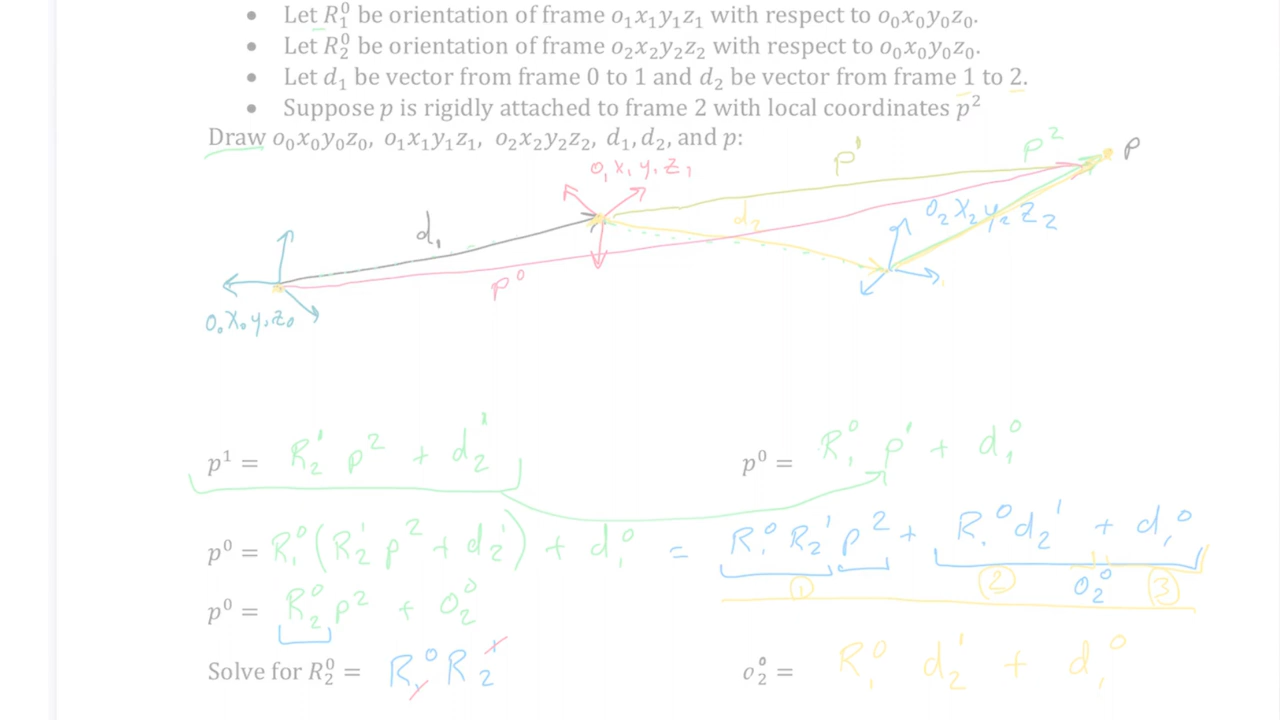 • Let R₁⁰ be orientation of frame o₁x₁y₁z₁ with respect to o₀x₀y₀z₀.
• Let R₂⁰ be orientation of frame o₂x₂y₂z₂ with respect to o₀x₀y₀z₀.
• Let d₁ be vector from frame 0 to 1 and d₂ be vector from frame 1 to 2.
• Suppose p is rigidly attached to frame 2 with local coordinates p²
Draw o₀x₀y₀z₀, o₁x₁y₁z₁, o₂x₂y₂z₂, d₁, d₂, and p:
p¹ p² p
o₁x₁y₁z₁
d₁ d₂ o₂x₂y₂z₂
p⁰
o₀x₀y₀z₀
p¹ = R₂¹ p² + d₂¹ p⁰ = R₁⁰ p¹ + d₁⁰
p⁰ = R₁⁰(R₂¹ p² + d₂¹) + d₁⁰ = R₁⁰ R₂¹ p² + R₁⁰ d₂¹ + d₁⁰
① ② o₂⁰ ③
p⁰ = R₂⁰ p² + o₂⁰
Solve for R₂⁰ = R₁⁰ R₂¹ o₂⁰ = R₁⁰ d₂¹ + d₁⁰